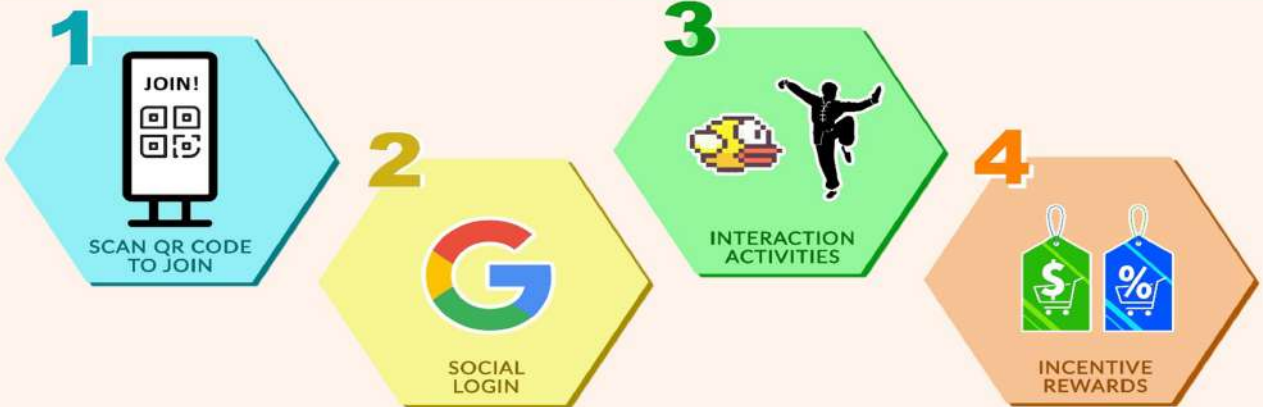 1
JOIN!
SCAN QR CODE
TO JOIN
2
G
SOCIAL
LOGIN
3
INTERACTION
ACTIVITIES
4
$
%
INCENTIVE
REWARDS